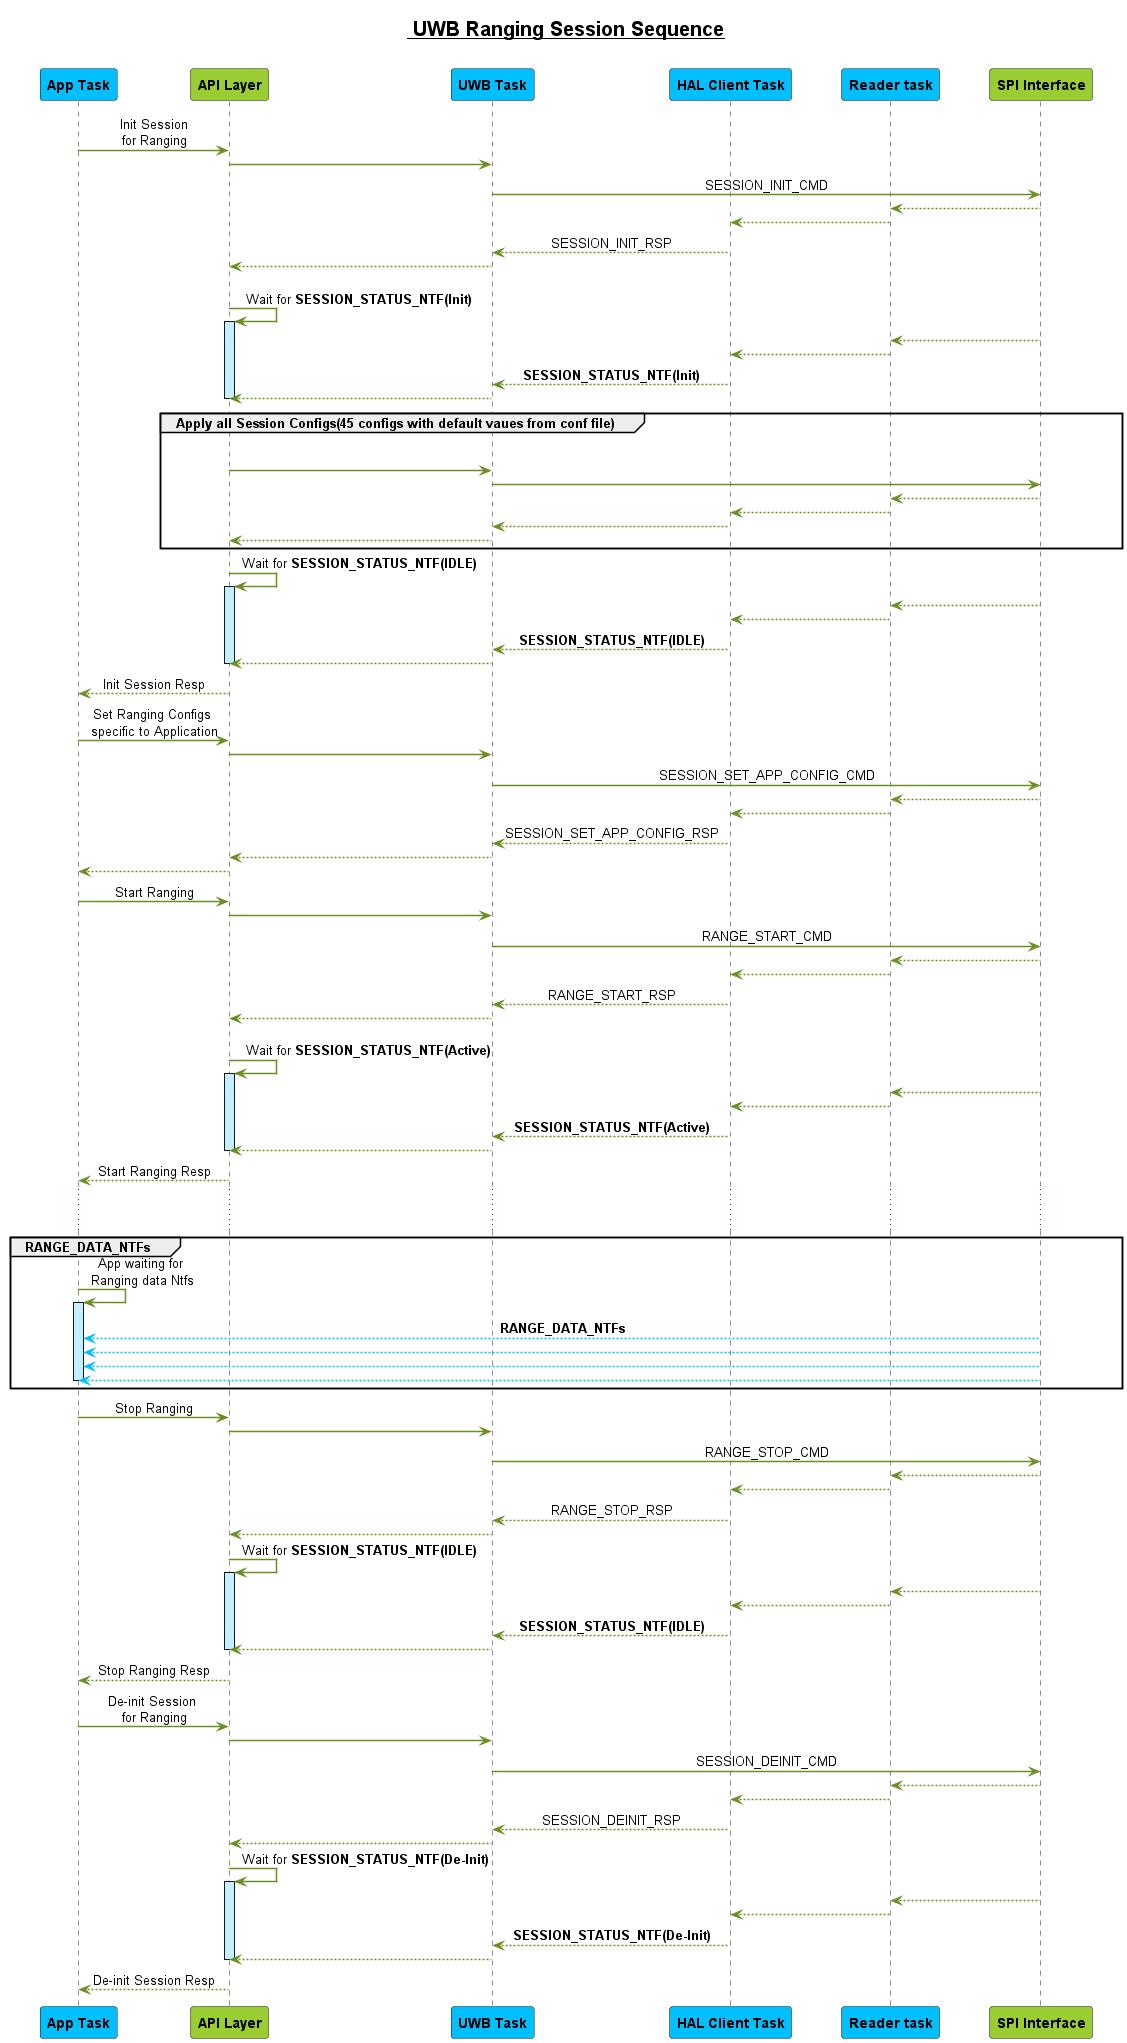 UWB Ranging Session Sequence
App Task API Layer UWB Task HAL Client Task Reader task SPI Interface
Init Session
for Ranging
SESSION_INIT_CMD
SESSION_INIT_RSP
Wait for SESSION_STATUS_NTF(Init)
SESSION_STATUS_NTF(Init)
Apply all Session Configs(45 configs with default vaues from conf file)
Wait for SESSION_STATUS_NTF(IDLE)
SESSION_STATUS_NTF(IDLE)
Init Session Resp
Set Ranging Configs
specific to Application
SESSION_SET_APP_CONFIG_CMD
SESSION_SET_APP_CONFIG_RSP
Start Ranging
RANGE_START_CMD
RANGE_START_RSP
Wait for SESSION_STATUS_NTF(Active)
SESSION_STATUS_NTF(Active)
Start Ranging Resp
RANGE_DATA_NTFs
App waiting for
Ranging data Ntfs
RANGE_DATA_NTFs
Stop Ranging
RANGE_STOP_CMD
RANGE_STOP_RSP
Wait for SESSION_STATUS_NTF(IDLE)
SESSION_STATUS_NTF(IDLE)
Stop Ranging Resp
De-init Session
for Ranging
SESSION_DEINIT_CMD
SESSION_DEINIT_RSP
Wait for SESSION_STATUS_NTF(De-Init)
SESSION_STATUS_NTF(De-Init)
De-init Session Resp
App Task API Layer UWB Task HAL Client Task Reader task SPI Interface